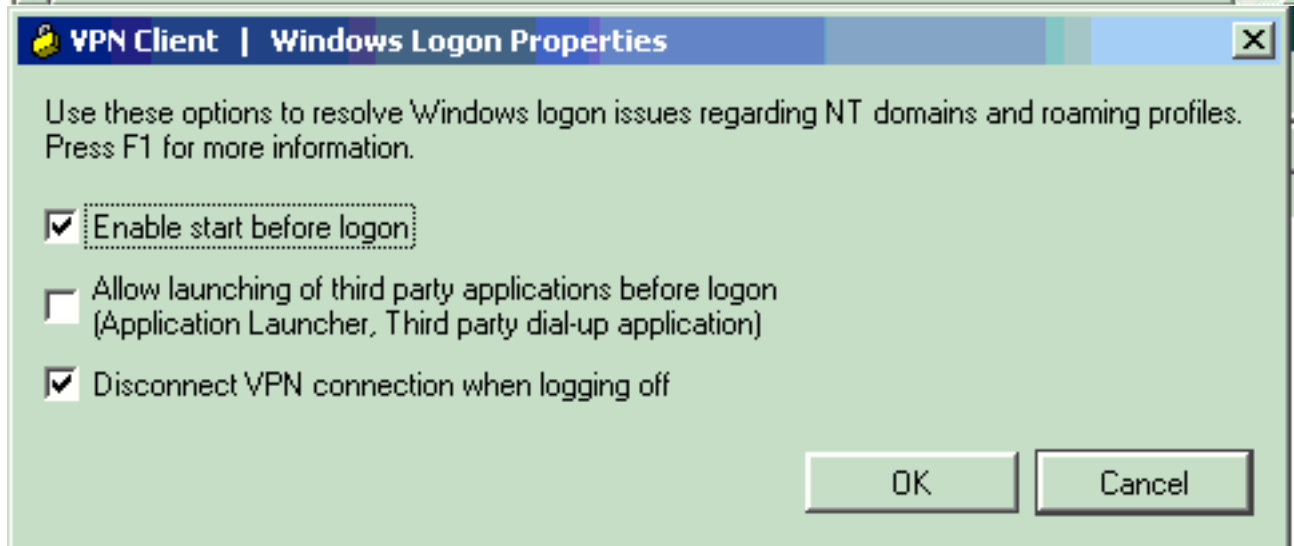 VPN Client | Windows Logon Properties
Use these options to resolve Windows logon issues regarding NT domains and roaming profiles.
Press F1 for more information.
Enable start before logon
Allow launching of third party applications before logon
(Application Launcher, Third party dial-up application)
Disconnect VPN connection when logging off
OK Cancel